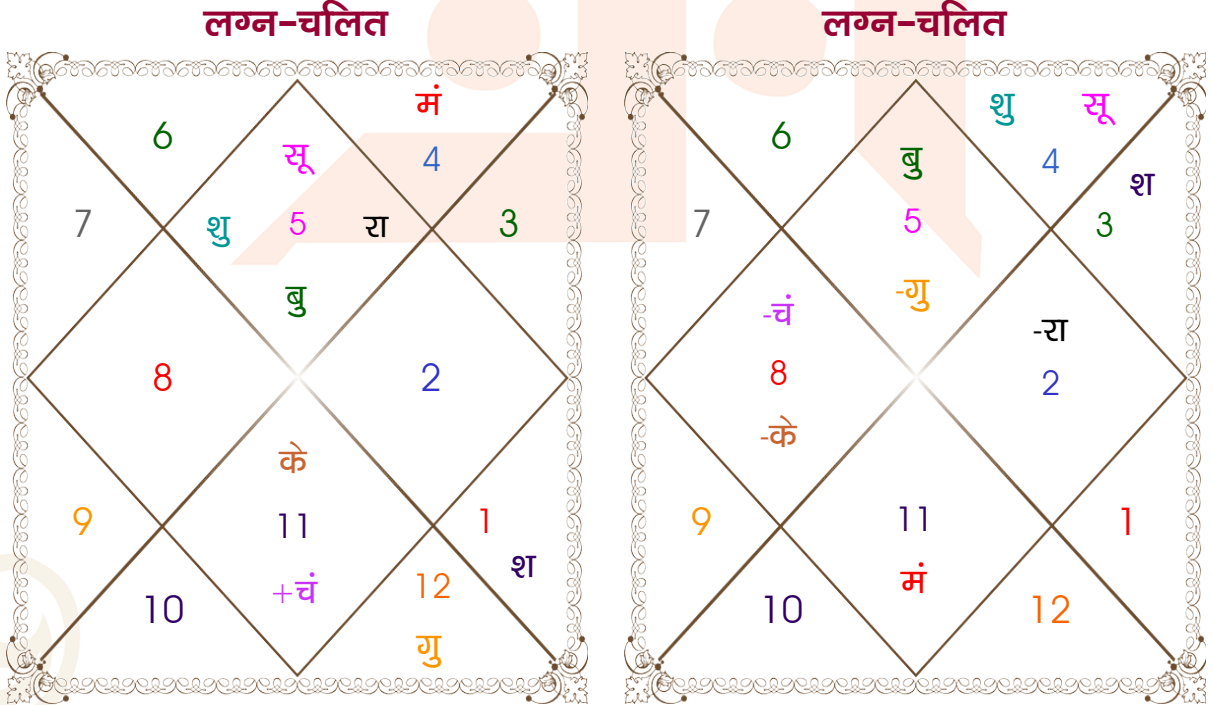 लग्न-चलित
मं
6
सू
4
7
शु 5 रा
3
बु
8
2
के
9
11
1
+चं
श
10
12
गु
लग्न-चलित
शु सू
6
बु
4
श
7
5
3
-चं
-गु
-रा
8
2
-के
9
11
1
मं
10
12